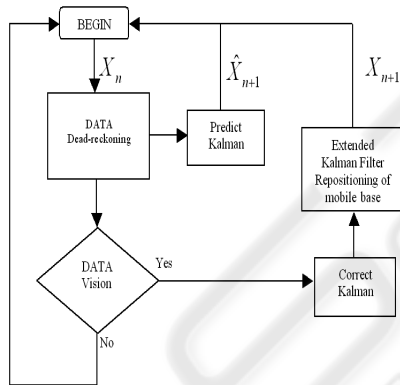 BEGIN
X_n
X̂_{n+1}
X_{n+1}
DATA
Dead-reckoning
Predict
Kalman
Extended
Kalman Filter
Repositioning of
mobile base
DATA
Vision
Yes
Correct
Kalman
No